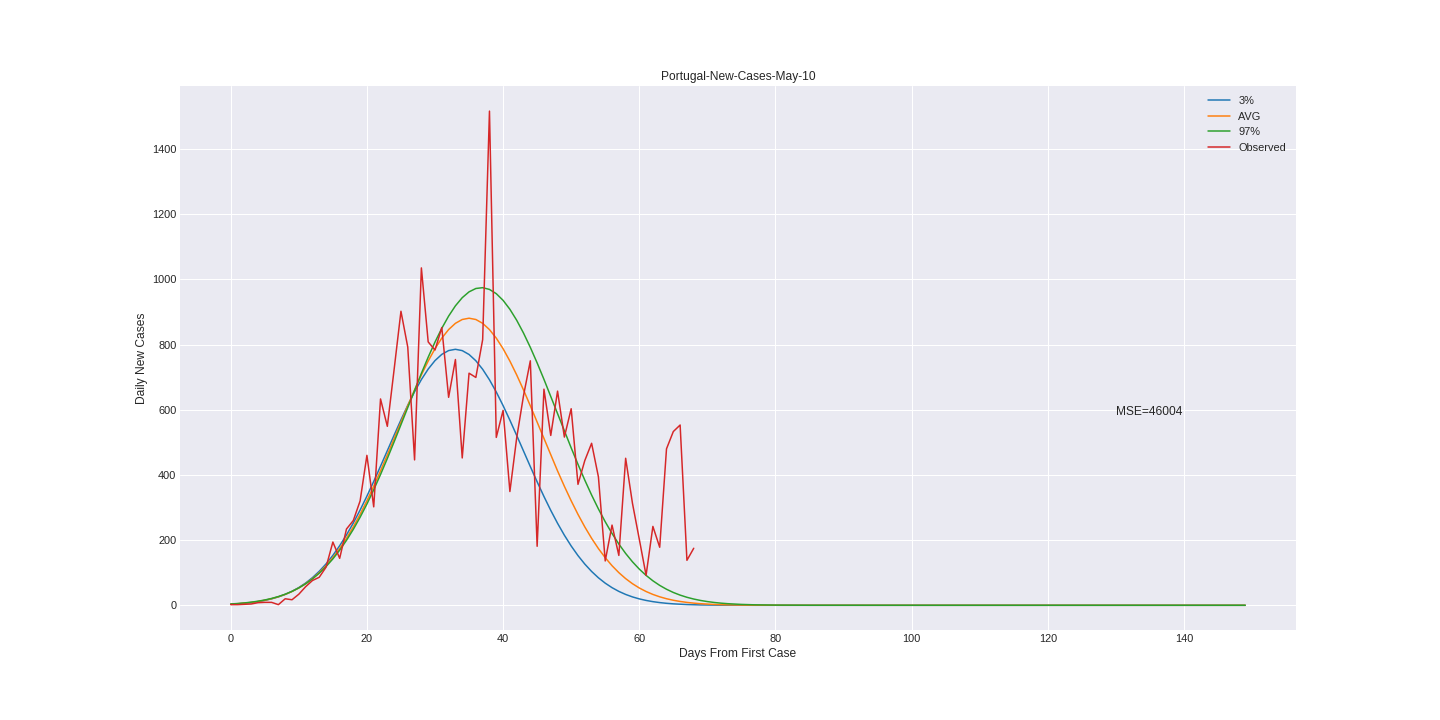 Portugal-New-Cases-May-10
3%
AVG
97%
Observed
Daily New Cases
1400
1200
1000
800
600
400
200
0
MSE=46004
0 20 40 60 80 100 120 140
Days From First Case